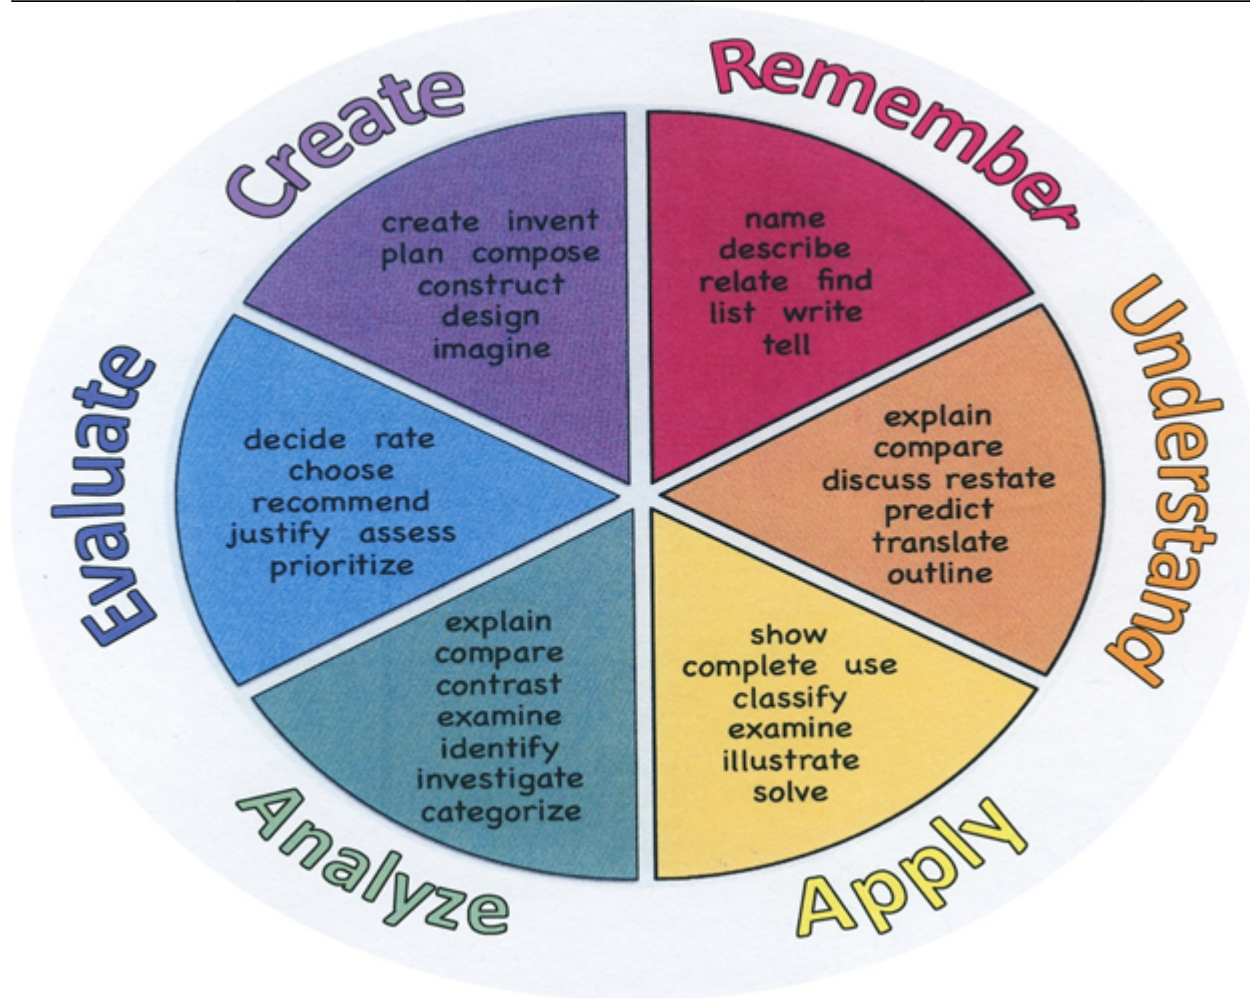 Remember
name
describe
relate find
list write
tell
Understand
explain
compare
discuss restate
predict
translate
outline
Apply
show
complete use
classify
examine
illustrate
solve
Analyze
explain
compare
contrast
examine
identify
investigate
categorize
Evaluate
decide rate
choose
recommend
justify assess
prioritize
Create
create invent
plan compose
construct
design
imagine